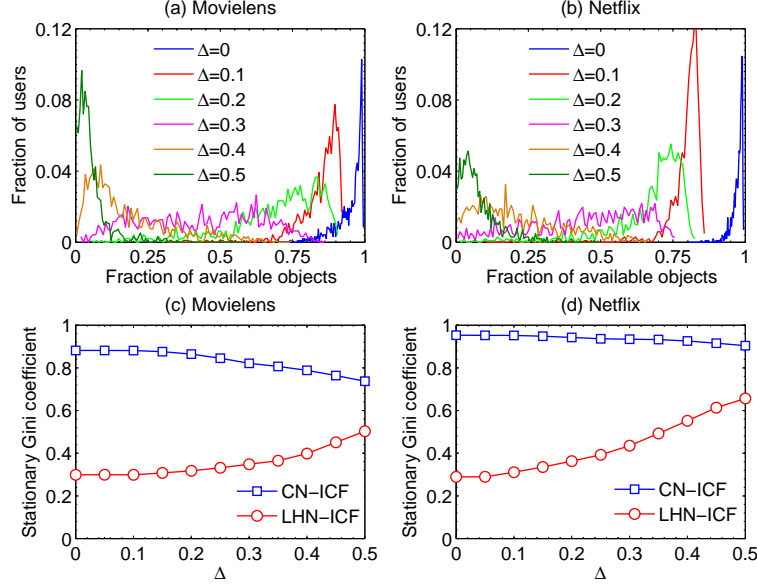 (a) Movielens
0.12
0.08
0.04
0
Fraction of users
Δ=0
Δ=0.1
Δ=0.2
Δ=0.3
Δ=0.4
Δ=0.5
0 0.25 0.5 0.75 1
Fraction of available objects
(b) Netflix
0.12
0.08
0.04
0
Fraction of users
Δ=0
Δ=0.1
Δ=0.2
Δ=0.3
Δ=0.4
Δ=0.5
0 0.25 0.5 0.75 1
Fraction of available objects
(c) Movielens
1
0.8
0.6
0.4
0.2
0
Stationary Gini coefficient
CN−ICF
LHN−ICF
0 0.1 0.2 0.3 0.4 0.5
Δ
(d) Netflix
1
0.8
0.6
0.4
0.2
0
Stationary Gini coefficient
CN−ICF
LHN−ICF
0 0.1 0.2 0.3 0.4 0.5
Δ